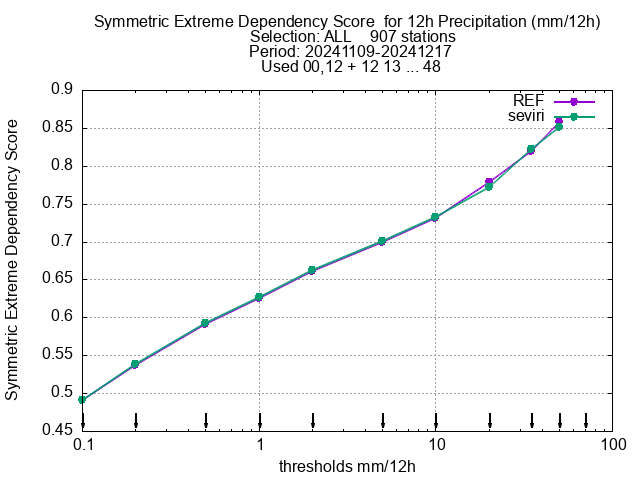 Symmetric Extreme Dependency Score  for 12h Precipitation (mm/12h)
Selection: ALL    907 stations
Period: 20241109-20241217
Used 00,12 + 12 13 ... 48
REF
seviri
Symmetric Extreme Dependency Score
0.9
0.85
0.8
0.75
0.7
0.65
0.6
0.55
0.5
0.45
0.1 1 10 100
thresholds mm/12h